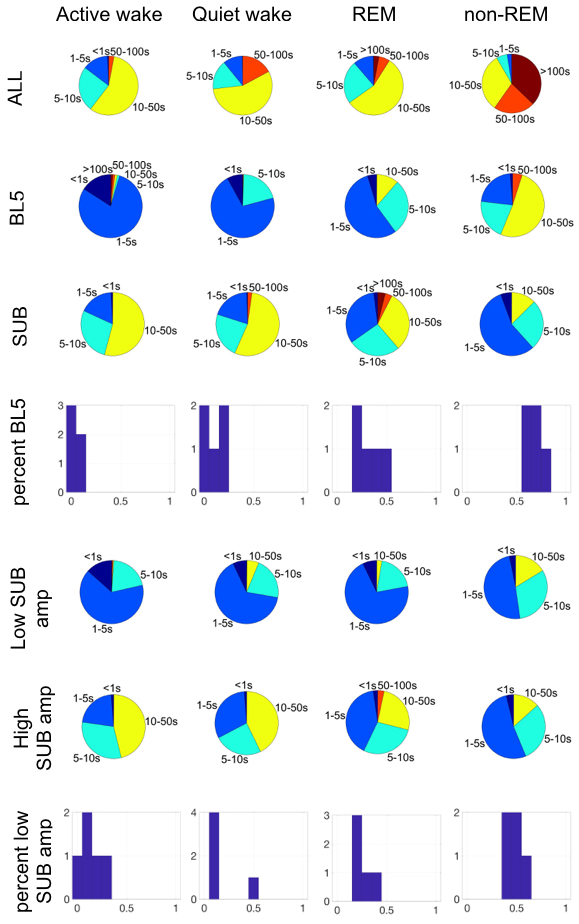 Active wake Quiet wake REM non-REM
ALL
1-5s <1s 50-100s
5-10s
10-50s
1-5s 50-100s
5-10s
10-50s
1-5s >100s 50-100s
5-10s
10-50s
5-10s 1-5s
10-50s >100s
50-100s
BL5
>100s 50-100s
<1s 10-50s
5-10s
1-5s
<1s 5-10s
1-5s
<1s 10-50s
5-10s
1-5s
<1s 50-100s
1-5s
5-10s 10-50s
SUB
<1s
1-5s
10-50s
5-10s
<1s 50-100s
1-5s
5-10s 10-50s
<1s >100s
50-100s
1-5s
10-50s
5-10s
<1s 10-50s
5-10s
1-5s
percent BL5
3
2
1
0
0 0.5 1
2
1
0
0 0.5 1
2
1
0
0 0.5 1
2
1
0
0 0.5 1
Low SUB
amp
<1s
5-10s
1-5s
<1s 10-50s
5-10s
1-5s
<1s 10-50s
5-10s
1-5s
<1s 10-50s
1-5s
5-10s
High
SUB amp
<1s
1-5s
10-50s
5-10s
<1s
1-5s
10-50s
5-10s
<1s 50-100s
10-50s
1-5s
5-10s
<1s 10-50s
5-10s
1-5s
percent low
SUB amp
2
1
0
0 0.5 1
4
2
0
0 0.5 1
3
2
1
0
0 0.5 1
2
1
0
0 0.5 1